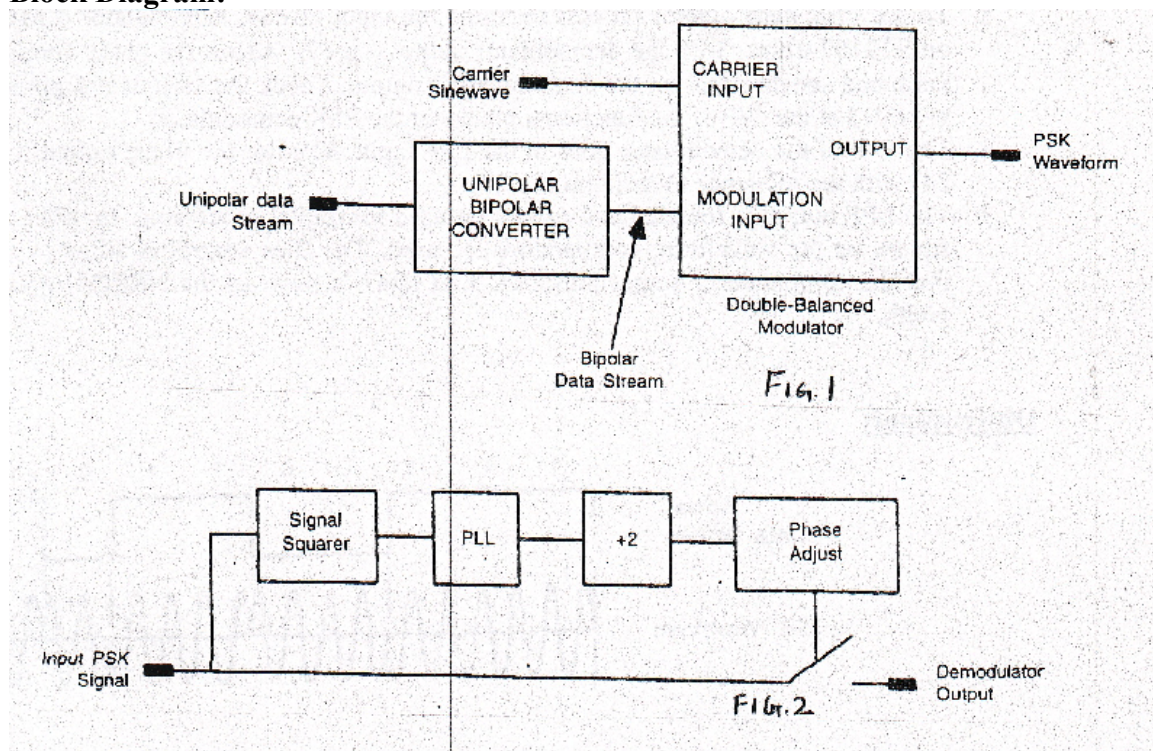 Block Diagram:
Carrier
Sinewave
CARRIER
INPUT
OUTPUT
PSK
Waveform
Unipolar data
Stream
UNIPOLAR
BIPOLAR
CONVERTER
MODULATION
INPUT
Double-Balanced
Modulator
Bipolar
Data Stream
FIG. 1
Signal
Squarer
PLL
+2
Phase
Adjust
Input PSK
Signal
Demodulator
Output
FIG. 2